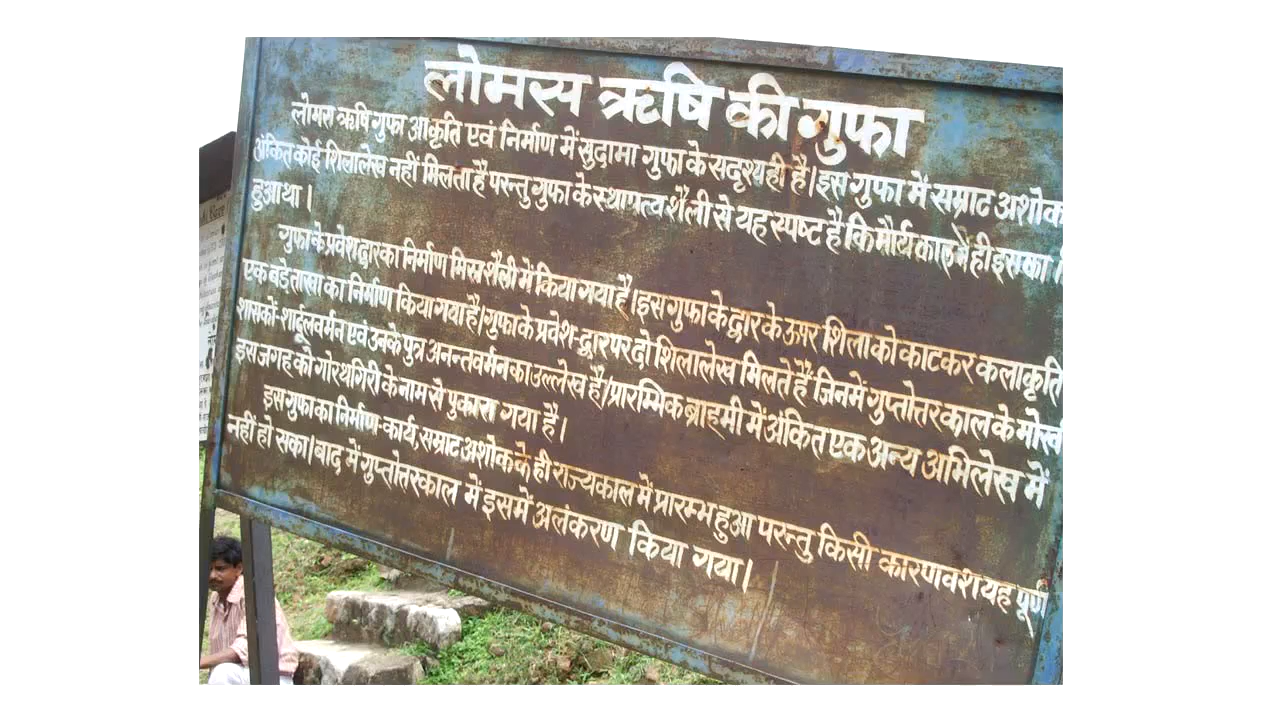 लोमस्य ऋषि की गुफा
लोमस ऋषि गुफा आकृति एवं निर्माण में सुदामा गुफा के सदृश्य ही है। इस गुफा में सम्राट अशोक
अंकित कोई शिलालेख नहीं मिलता है परन्तु गुफा के स्थापत्व शैली से यह स्पष्ट है कि मौर्य काल में ही इसका
हुआ था।
गुफा के प्रवेश द्वार का निर्माण मिस्र शैली में किया गया है। इस गुफा के द्वार के ऊपर शिला को काटकर कलाकृति
एक बड़े ताखा का निर्माण किया गया है। गुफा के प्रवेश-द्वार पर दो शिलालेख मिलते हैं जिनमें गुप्तोत्तर काल के मोख
शासकों-शार्दूलवर्मन एवं उनके पुत्र अनन्तवर्मन का उल्लेख है। प्रारम्भिक ब्राह्मी में अंकित एक अन्य अभिलेख में
इस जगह को गोरथगिरी के नाम से पुकारा गया है।
इस गुफा का निर्माण-कार्य, सम्राट अशोक के ही राज्यकाल में प्रारम्भ हुआ परन्तु किसी कारणवश यह पूर्ण
नहीं हो सका। बाद में गुप्तोत्तरकाल में इसमें अलंकरण किया गया।